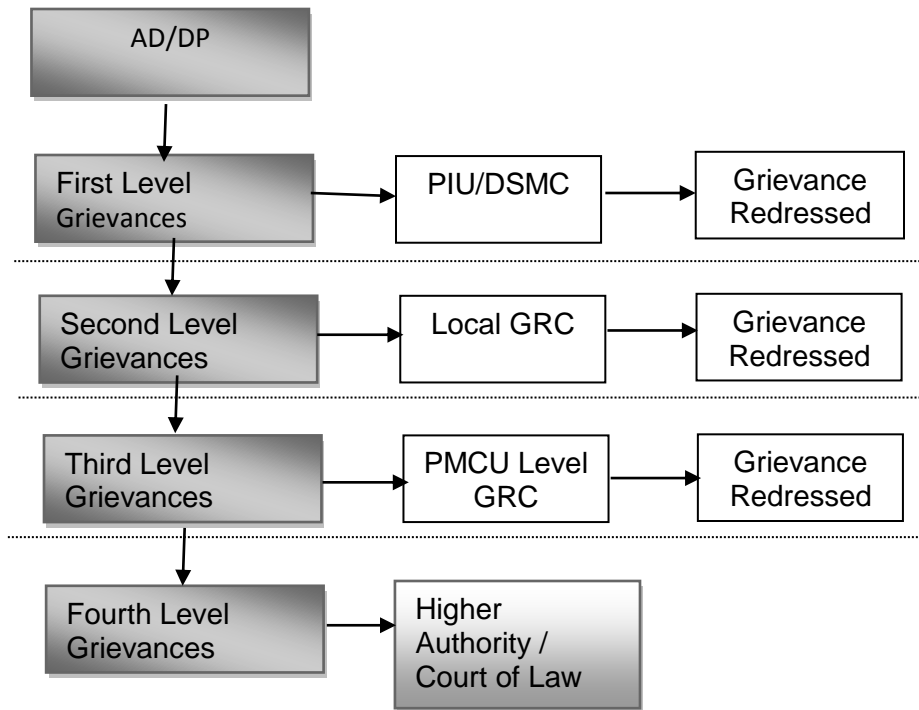 AD/DP
First Level
Grievances
PIU/DSMC
Grievance
Redressed
Second Level
Grievances
Local GRC
Grievance
Redressed
Third Level
Grievances
PMCU Level
GRC
Grievance
Redressed
Fourth Level
Grievances
Higher
Authority /
Court of Law